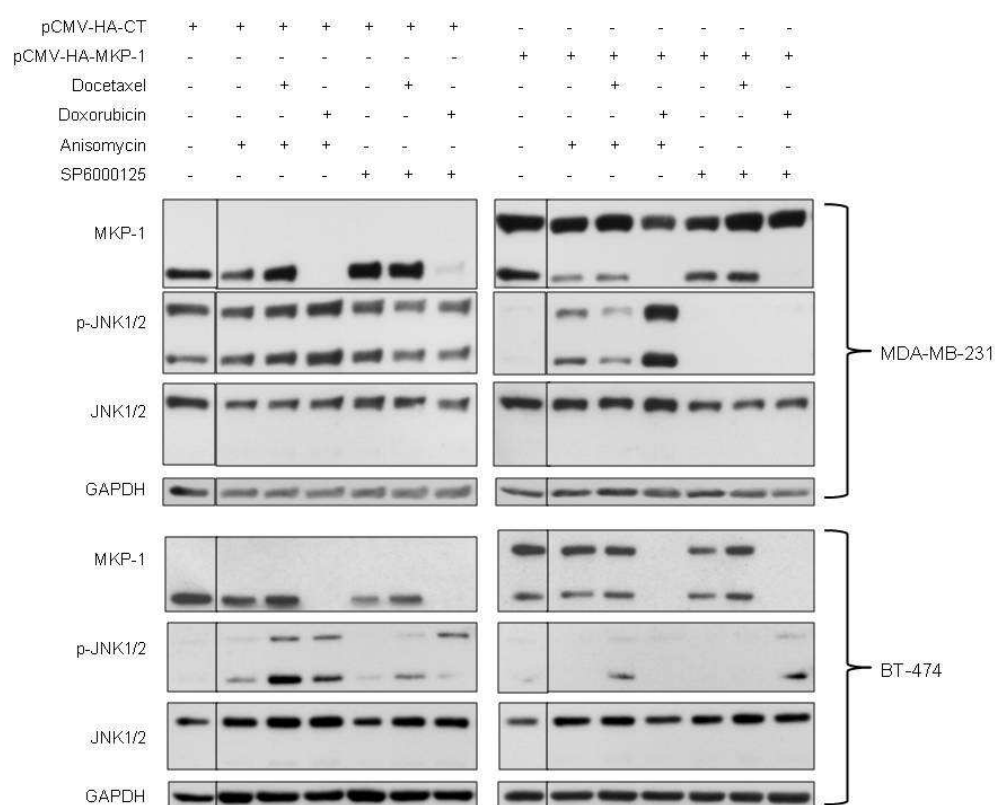 pCMV-HA-CT + + + + + + + - - - - - - -
pCMV-HA-MKP-1 - - - - - - - + + + + + + +
Docetaxel - - + - - + - - - + - - + -
Doxorubicin - - - + - - + - - - + - - +
Anisomycin - + + + - - - - + + + - - -
SP6000125 - - - - + + + - - - - + + +
MKP-1
p-JNK1/2
JNK1/2
GAPDH
MDA-MB-231
MKP-1
p-JNK1/2
JNK1/2
GAPDH
BT-474